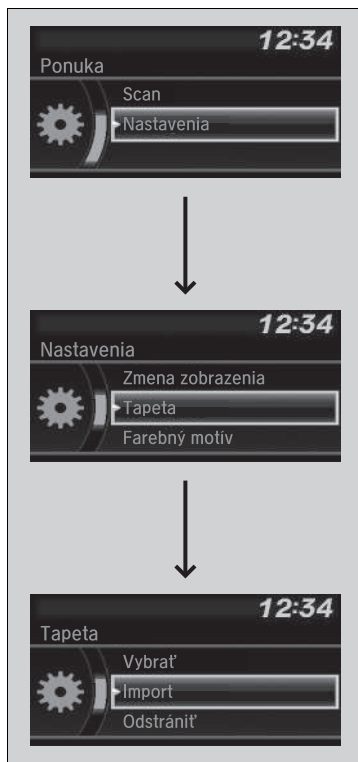 12:34
Ponuka
Scan
Nastavenia
12:34
Nastavenia
Zmena zobrazenia
Tapeta
Farebný motív
12:34
Tapeta
Vybrať
Import
Odstrániť